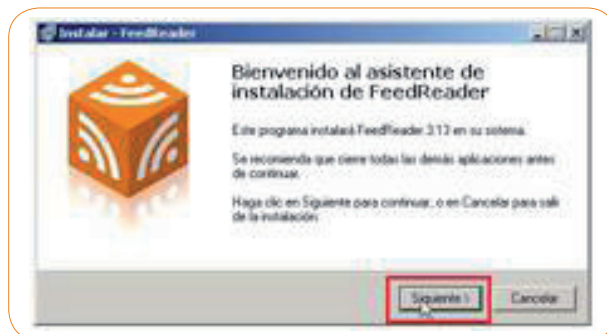 Instalar - FeedReader
Bienvenido al asistente de
instalación de FeedReader
Este programa instalará FeedReader 3.13 en su sistema.
Se recomienda que cierre todas las demás aplicaciones antes
de continuar.
Haga clic en Siguiente para continuar, o en Cancelar para salir
de la instalación.
Siguiente >
Cancelar